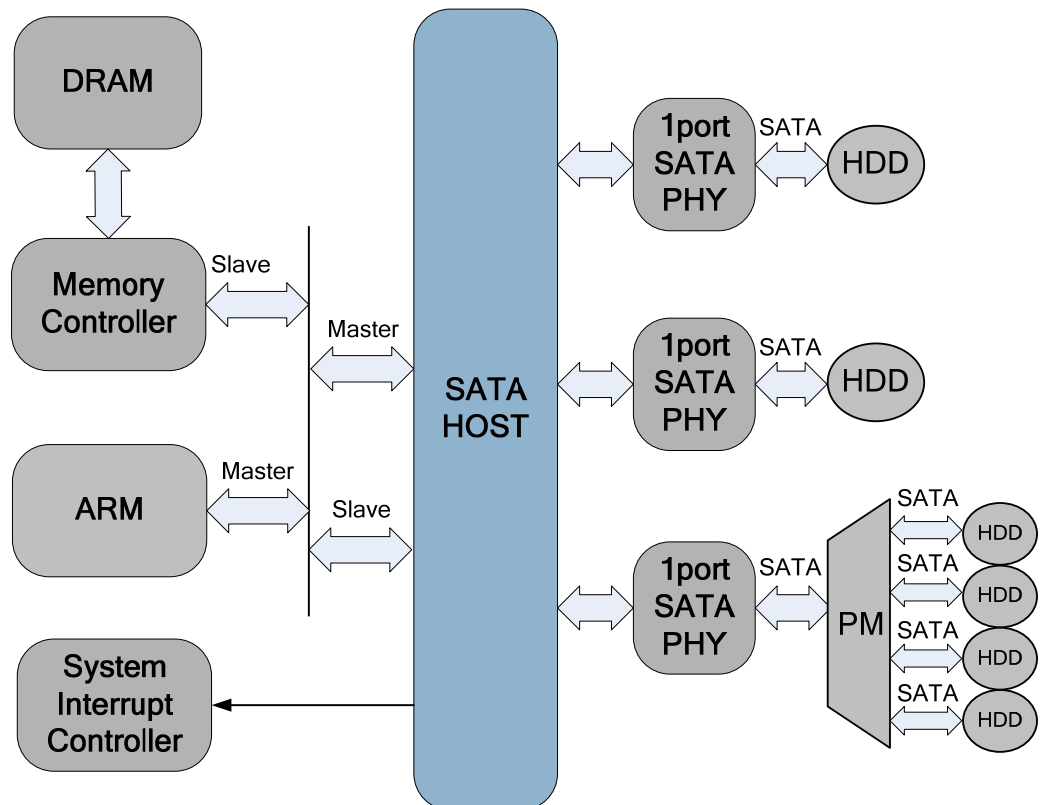 DRAM
Memory
Controller
Slave
Master
ARM
Master
Slave
System
Interrupt
Controller
SATA
HOST
1port
SATA
PHY
SATA
HDD
1port
SATA
PHY
SATA
HDD
1port
SATA
PHY
SATA
PM
SATA
HDD
SATA
HDD
SATA
HDD
SATA
HDD